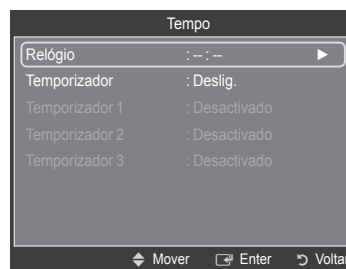 Tempo
Relógio : -- : --
Temporizador : Deslig.
Temporizador 1 : Desactivado
Temporizador 2 : Desactivado
Temporizador 3 : Desactivado
Mover Enter Voltar